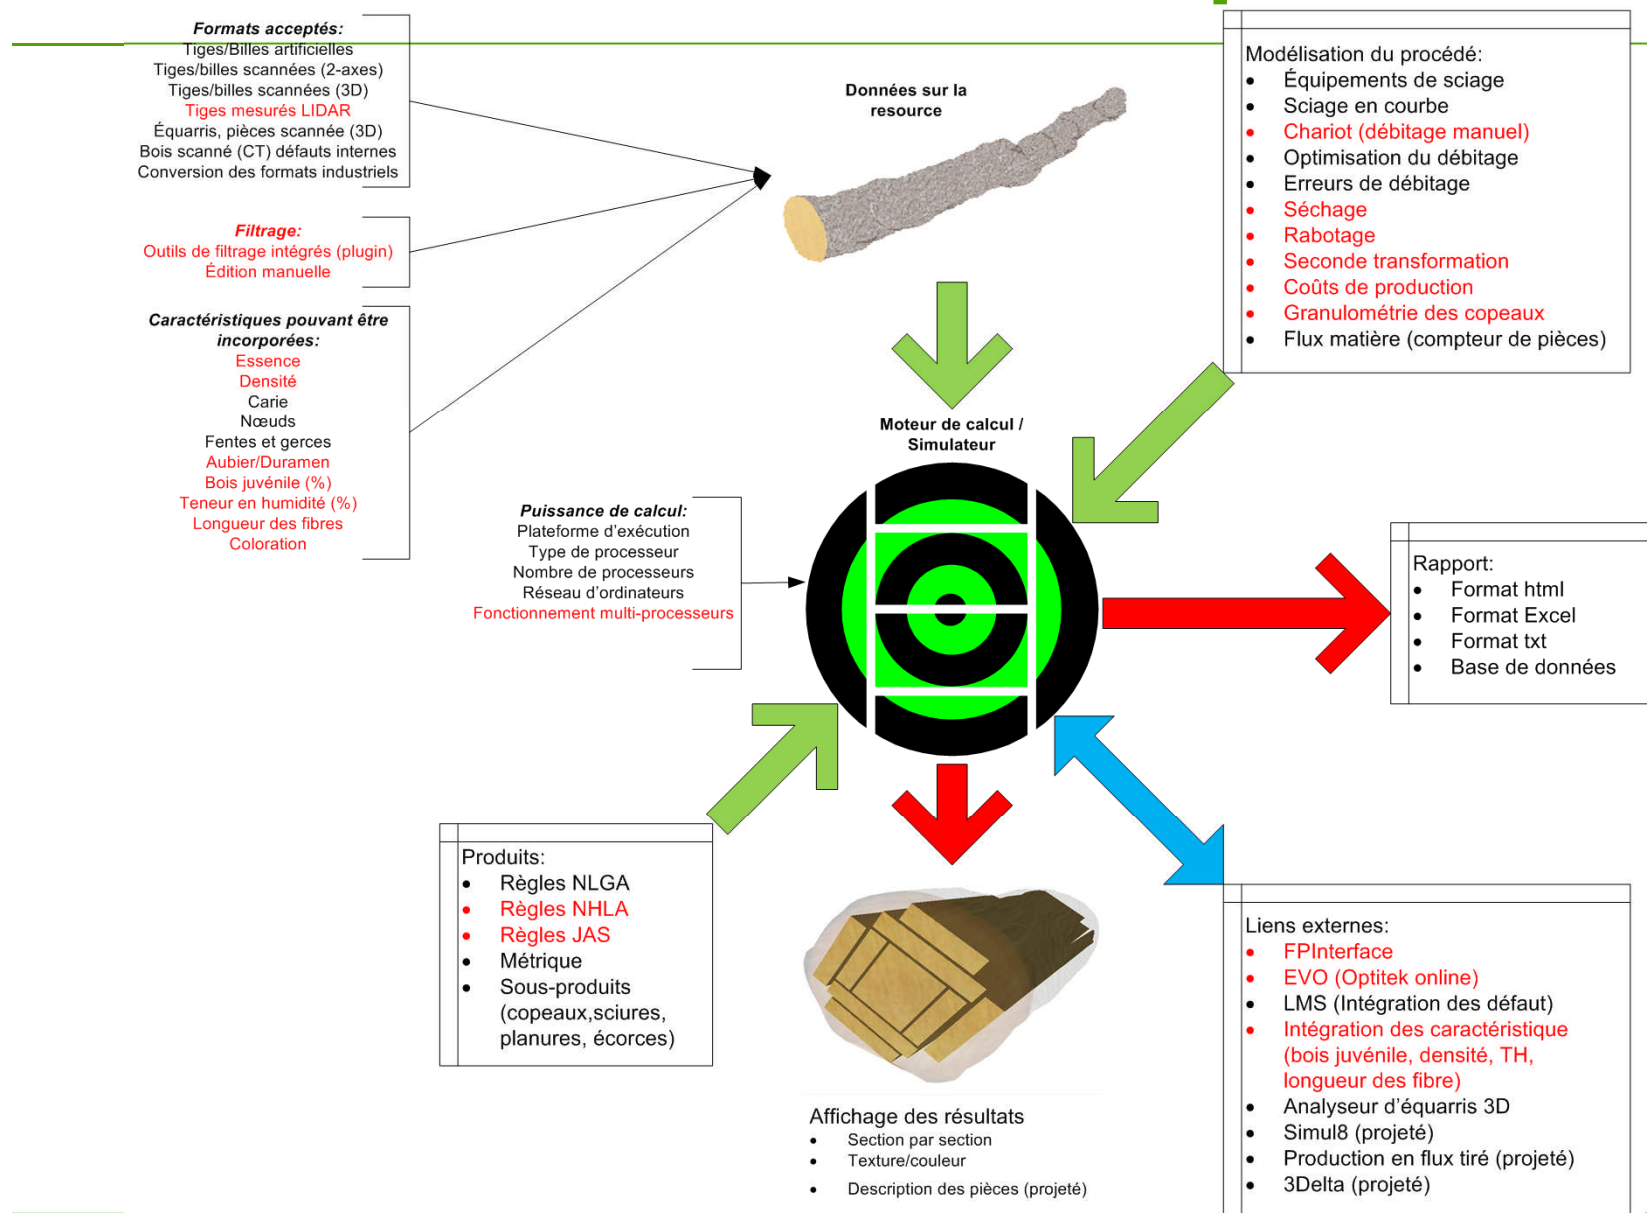 Formats acceptés:
Tiges/Billes artificielles
Tiges/billes scannées (2-axes)
Tiges/billes scannées (3D)
Tiges mesurés LIDAR
Équarris, pièces scannée (3D)
Bois scanné (CT) défauts internes
Conversion des formats industriels
Filtrage:
Outils de filtrage intégrés (plugin)
Édition manuelle
Caractéristiques pouvant être
incorporées:
Essence
Densité
Carie
Nœuds
Fentes et gerces
Aubier/Duramen
Bois juvénile (%)
Teneur en humidité (%)
Longueur des fibres
Coloration
Données sur la
resource
Modélisation du procédé:
• Équipements de sciage
• Sciage en courbe
• Chariot (débitage manuel)
• Optimisation du débitage
• Erreurs de débitage
• Séchage
• Rabotage
• Seconde transformation
• Coûts de production
• Granulométrie des copeaux
• Flux matière (compteur de pièces)
Moteur de calcul /
Simulateur
Puissance de calcul:
Plateforme d'exécution
Type de processeur
Nombre de processeurs
Réseau d'ordinateurs
Fonctionnement multi-processeurs
Rapport:
• Format html
• Format Excel
• Format txt
• Base de données
Produits:
• Règles NLGA
• Règles NHLA
• Règles JAS
• Métrique
• Sous-produits
(copeaux,sciures,
planures, écorces)
Affichage des résultats
• Section par section
• Texture/couleur
• Description des pièces (projeté)
Liens externes:
• FPInterface
• EVO (Optitek online)
• LMS (Intégration des défaut)
• Intégration des caractéristique
(bois juvénile, densité, TH,
longueur des fibre)
• Analyseur d'équarris 3D
• Simul8 (projeté)
• Production en flux tiré (projeté)
• 3Delta (projeté)